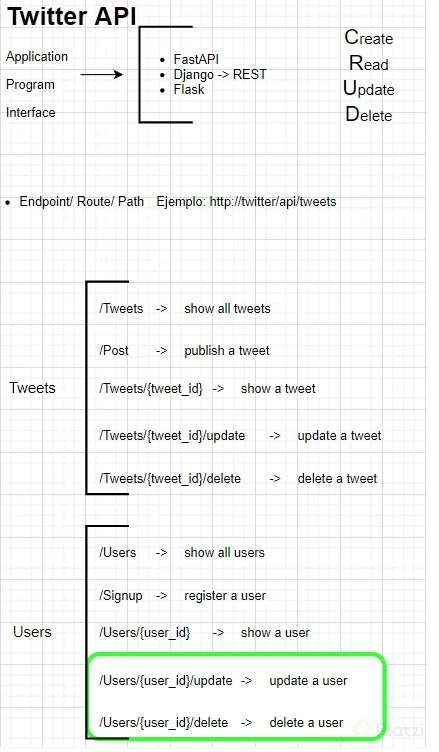 Twitter API
Application
Program
Interface
• FastAPI
• Django -> REST
• Flask
Create
Read
Update
Delete
• Endpoint/ Route/ Path Ejemplo: http://twitter/api/tweets
Tweets
/Tweets -> show all tweets
/Post -> publish a tweet
/Tweets/{tweet_id} -> show a tweet
/Tweets/{tweet_id}/update -> update a tweet
/Tweets/{tweet_id}/delete -> delete a tweet
Users
/Users -> show all users
/Signup -> register a user
/Users/{user_id} -> show a user
/Users/{user_id}/update -> update a user
/Users/{user_id}/delete -> delete a user
Platzi